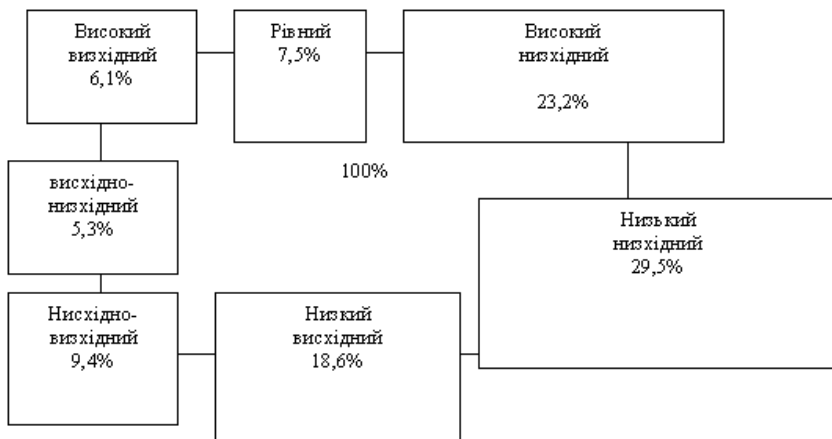 Високий
визхідний
6,1%
Рівний
7,5%
Високий
низхідний
23,2%
100%
висхідно-
низхідний
5,3%
Низький
низхідний
29,5%
Нисхідно-
визхідний
9,4%
Низкий
висхідний
18,6%